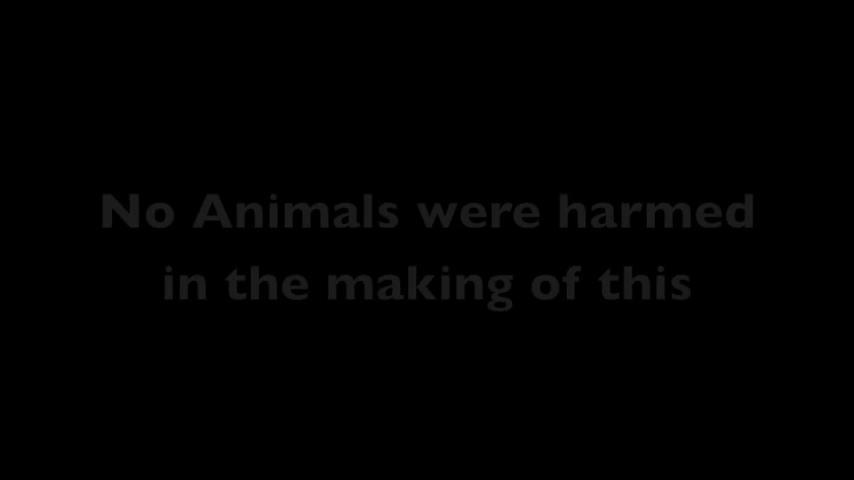 No Animals were harmed
in the making of this